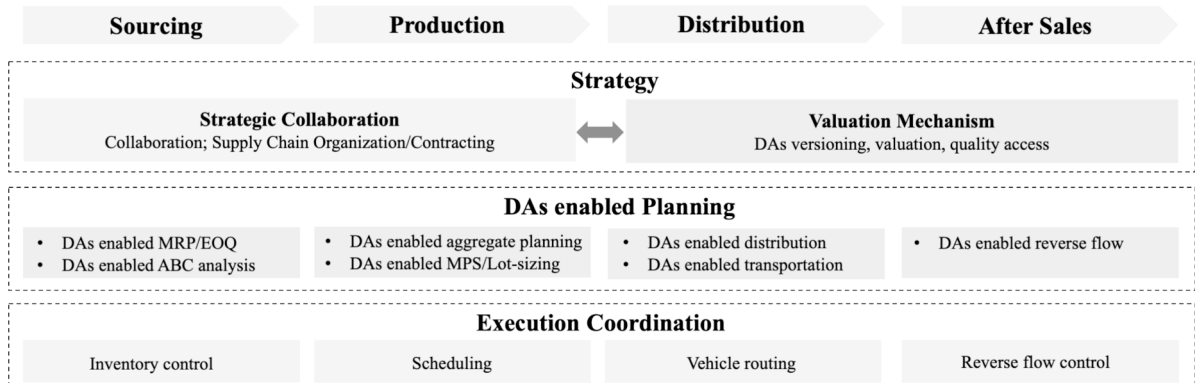 Sourcing
Production
Distribution
After Sales
Strategy
Strategic Collaboration
Collaboration; Supply Chain Organization/Contracting
Valuation Mechanism
DAs versioning, valuation, quality access
DAs enabled Planning
• DAs enabled MRP/EOQ
• DAs enabled ABC analysis
• DAs enabled aggregate planning
• DAs enabled MPS/Lot-sizing
• DAs enabled distribution
• DAs enabled transportation
• DAs enabled reverse flow
Execution Coordination
Inventory control
Scheduling
Vehicle routing
Reverse flow control